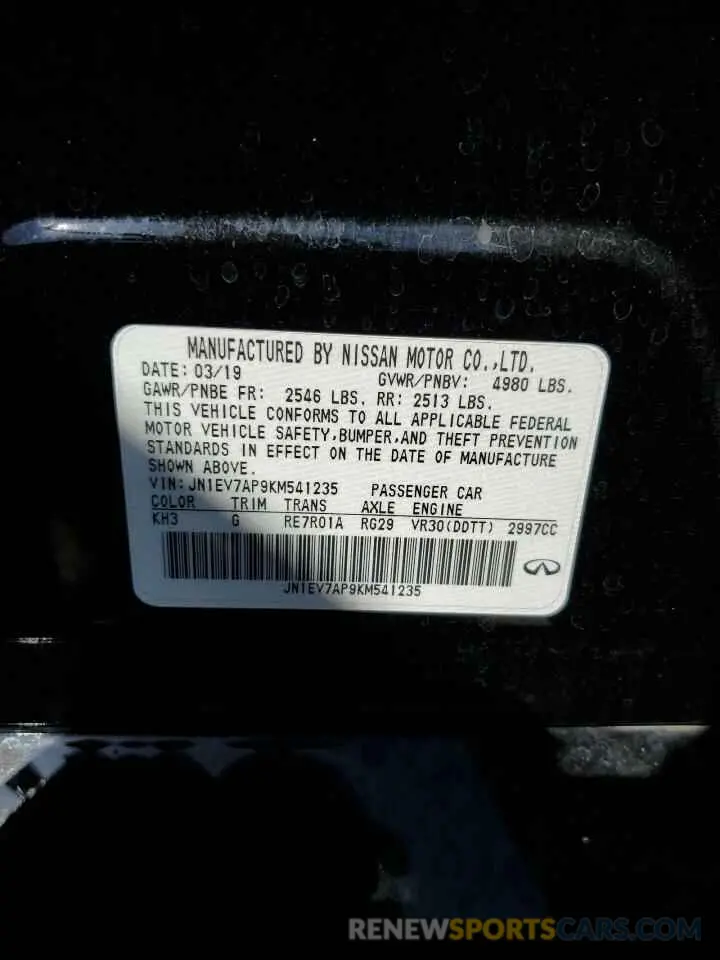 MANUFACTURED BY NISSAN MOTOR CO.,LTD.
DATE: 03/19 GVWR/PNBV: 4980 LBS.
GAWR/PNBE FR: 2546 LBS. RR: 2513 LBS.
THIS VEHICLE CONFORMS TO ALL APPLICABLE FEDERAL
MOTOR VEHICLE SAFETY,BUMPER,AND THEFT PREVENTION
STANDARDS IN EFFECT ON THE DATE OF MANUFACTURE
SHOWN ABOVE.
VIN:JN1EV7AP9KM541235 PASSENGER CAR
COLOR TRIM TRANS AXLE ENGINE
KH3 G RE7R01A RG29 VR30(DDTT) 2997CC
JN1EV7AP9KM541235
RENEWSPORTSCARS.COM